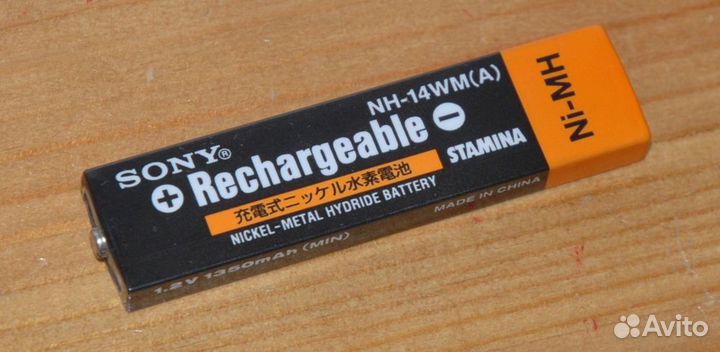 NH-14WM(A)
SONY®
+ Rechargeable -
STAMINA
Ni-MH
充電式ニッケル水素電池
NICKEL-METAL HYDRIDE BATTERY
MADE IN CHINA
1.2V 1350mAh (MIN)
Avito